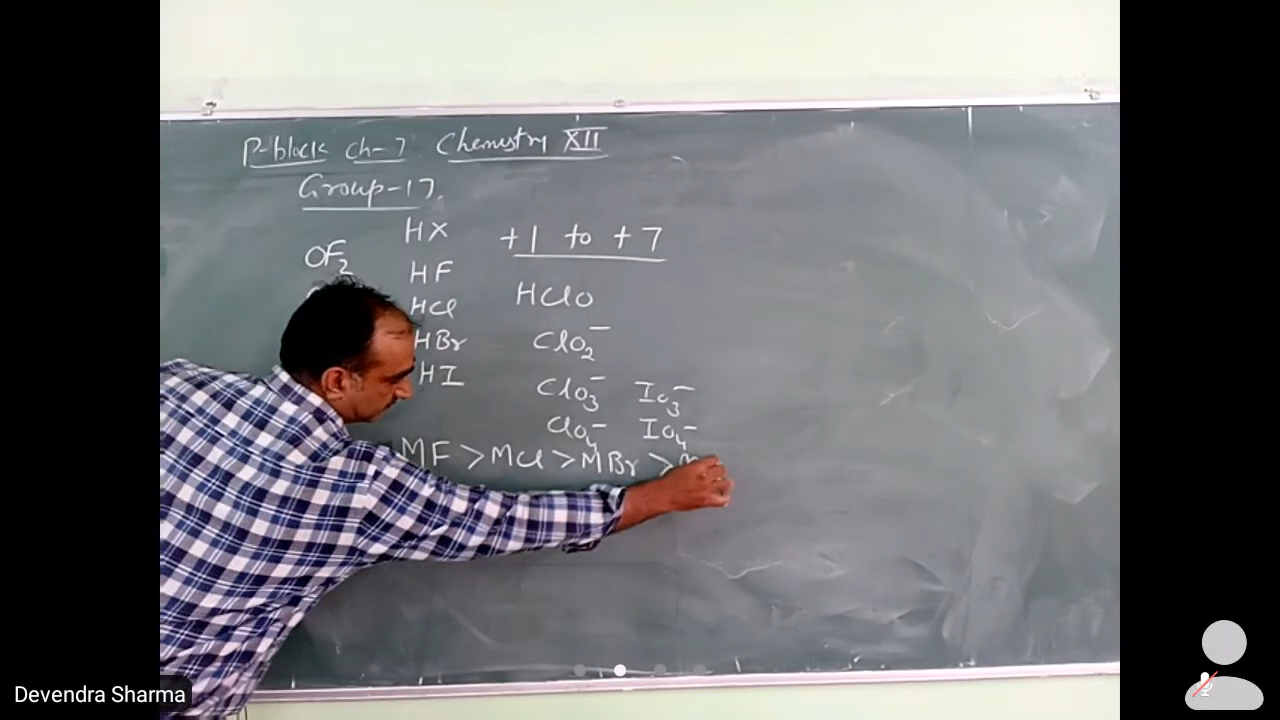 P-block ch-7 Chemistry XII
Group-17.
OF₂
HX
HF
HCl
HBr
HI
+1 to +7
HClO
ClO₂⁻
ClO₃⁻ IO₃⁻
ClO₄⁻ IO₄⁻
MF > MCl > MBr >
Devendra Sharma